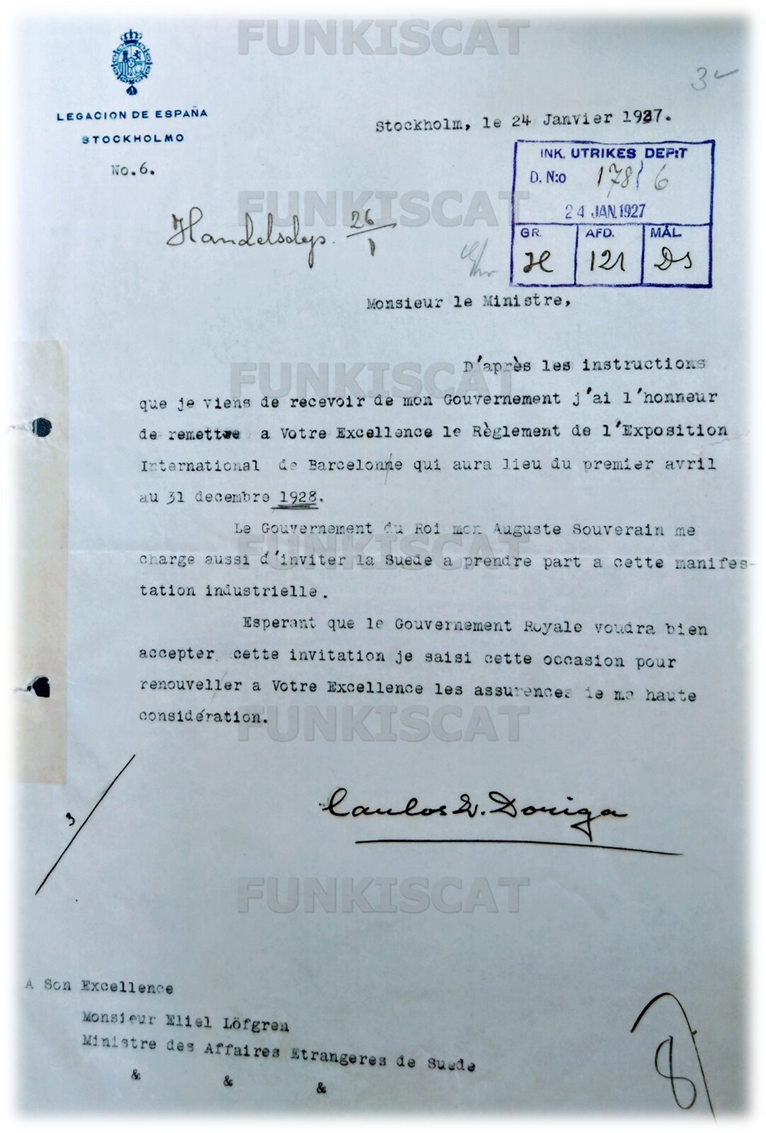 FUNKISCAT
3
LEGACION DE ESPAÑA
STOCKHOLMO
No.6.
Stockholm, le 24 Janvier 1927.
INK. UTRIKES DEP:T
D. N:o 178 / 6
24 JAN. 1927
GR. AFD. MÅL
H 121 Ds
FUNKISCAT
Handelsdep. 26/1
Monsieur le Ministre,
D'après les instructions
FUNKISCAT
que je viens de recevoir de mon Gouvernement j'ai l'honneur
de remettre a Votre Excellence le Règlement de l'Exposition
International de Barcelonne qui aura lieu du premier avril
au 31 decembre 1928.
Le Gouvernement du Roi mon Auguste Souverain me
FUNKISCAT
charge aussi d'inviter la Suede a prendre part a cette manifes-
tation industrielle.
Esperant que le Gouvernement Royale voudra bien
accepter cette invitation je saisi cette occasion pour
renouveller a Votre Excellence les assurances de ma haute
considération.
FUNKISCAT
Carlos E. Doriga
3
FUNKISCAT
A Son Excellence
Monsieur Eliel Löfgren
Ministre des Affaires Etrangeres de Suede
& & &
8